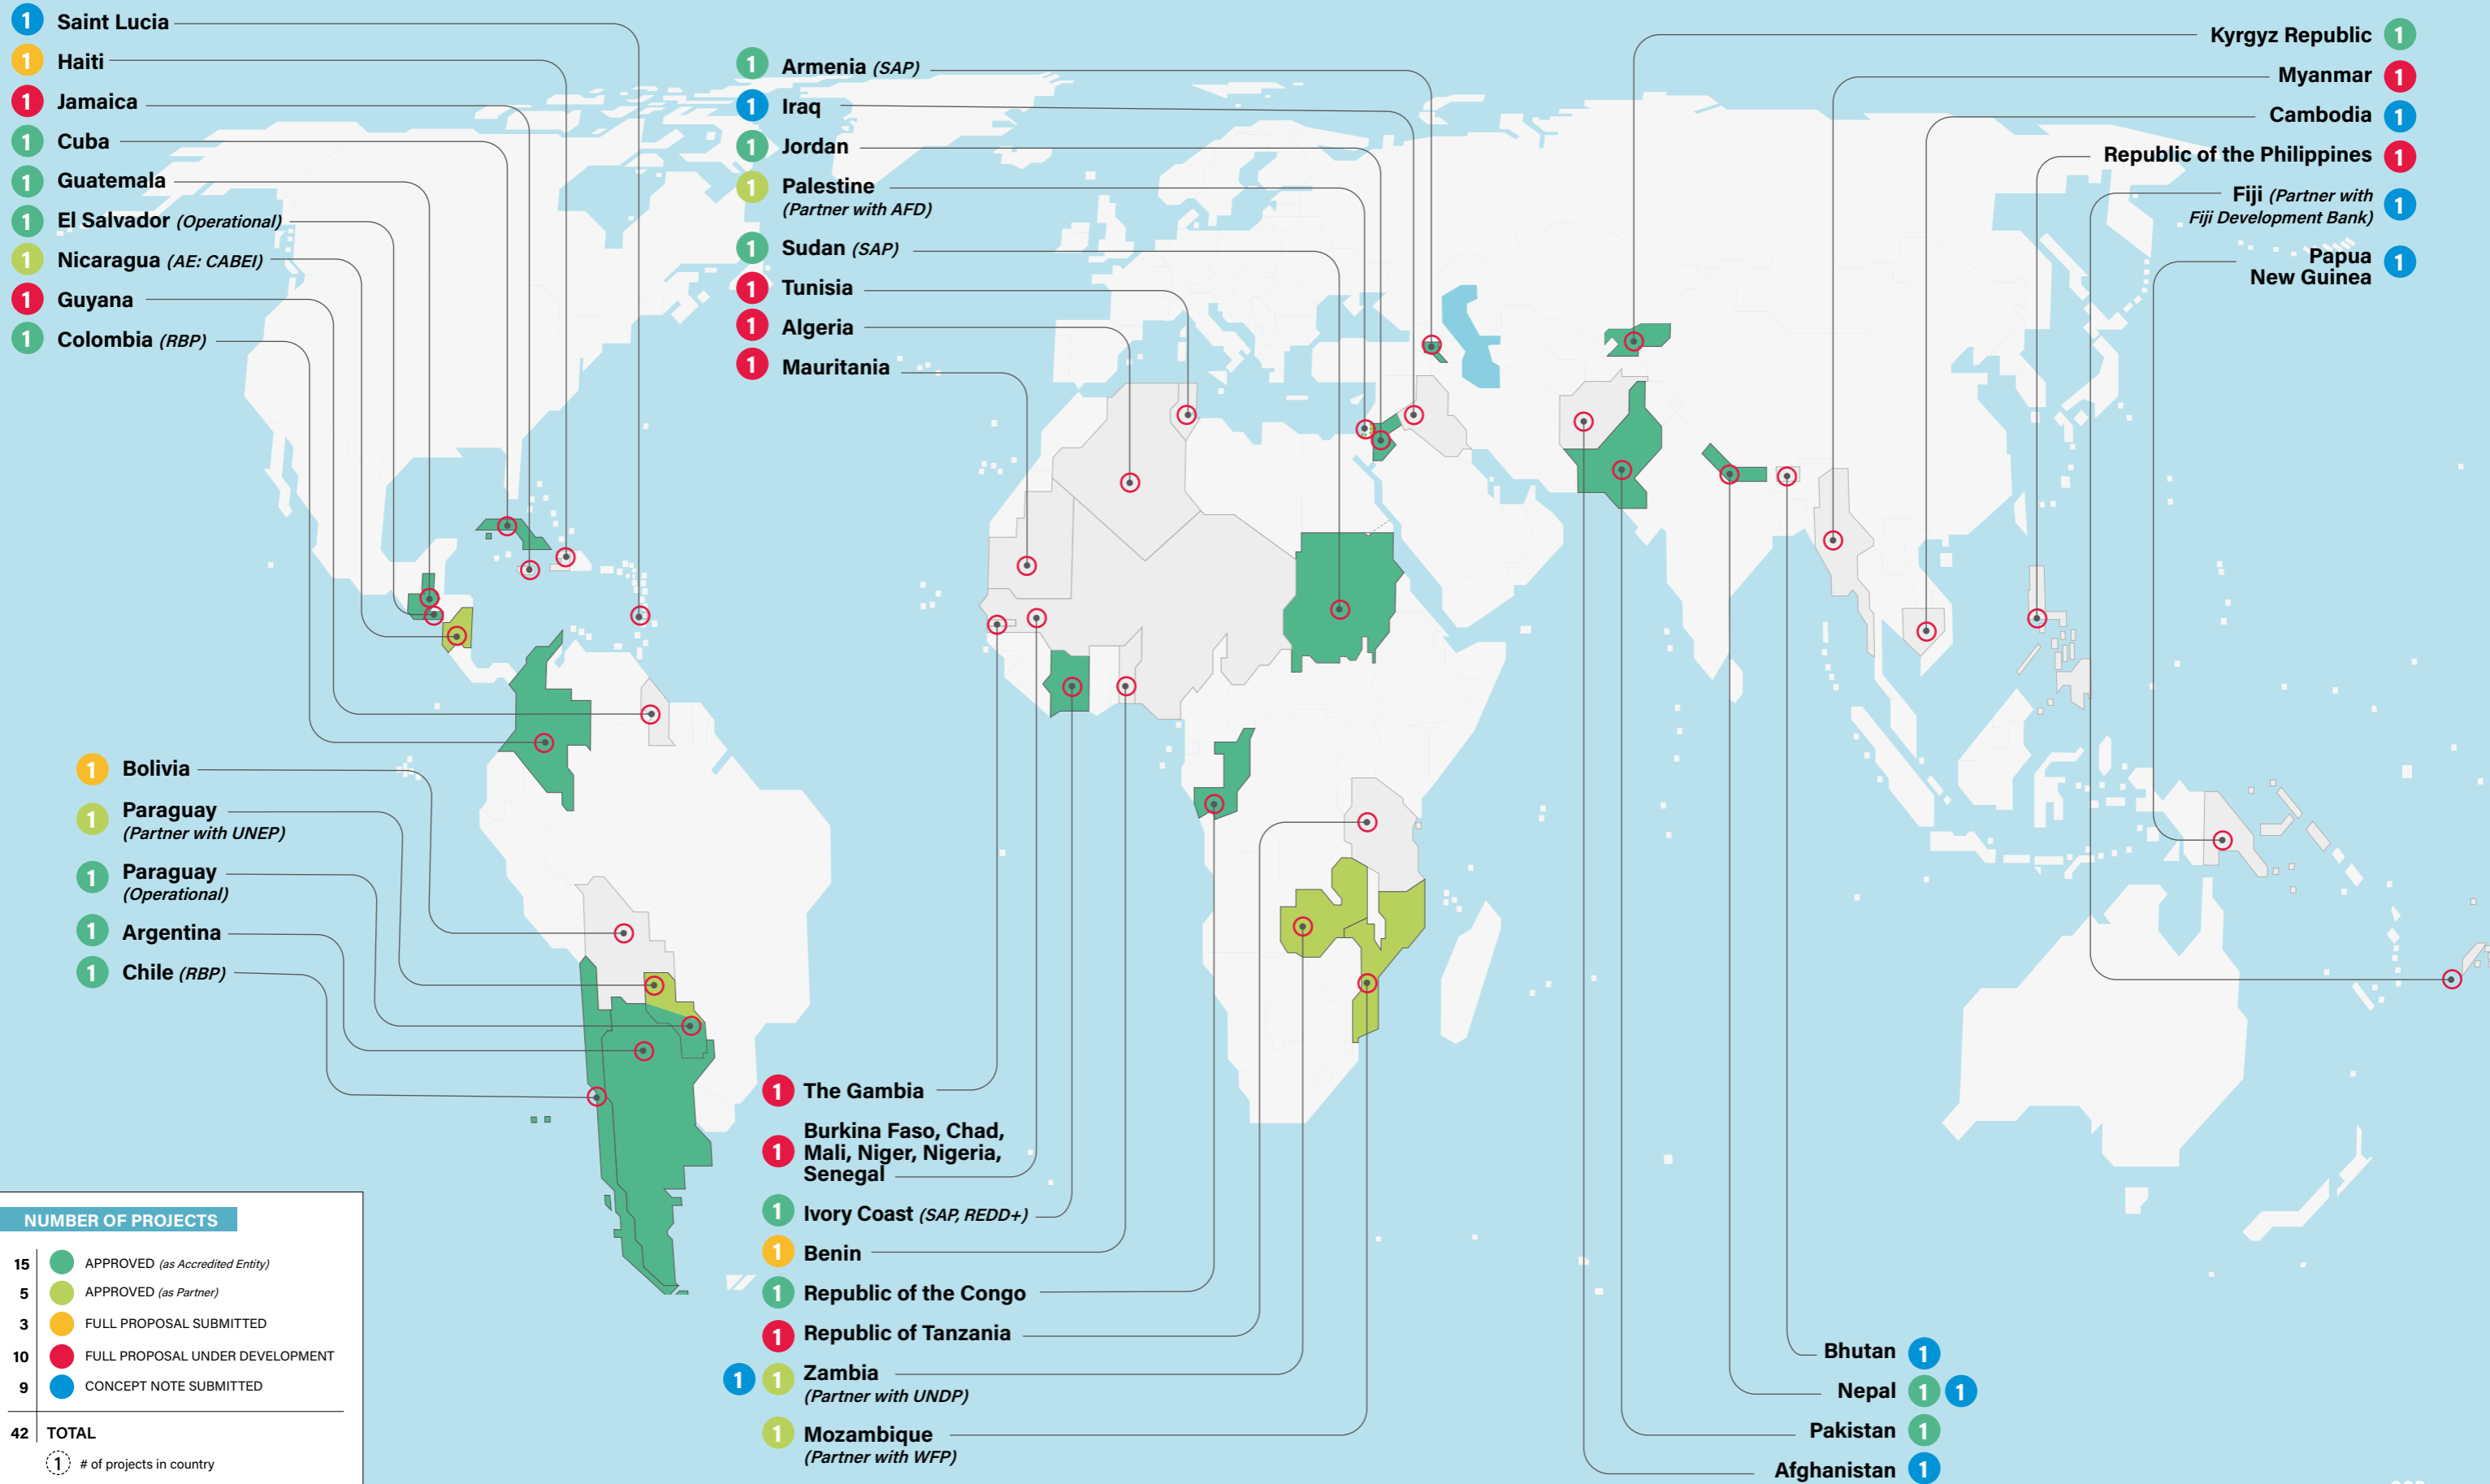 1 Saint Lucia
1 Haiti
1 Jamaica
1 Cuba
1 Guatemala
1 El Salvador (Operational)
1 Nicaragua (AE: CABEI)
1 Guyana
1 Colombia (RBP)
1 Armenia (SAP)
1 Iraq
1 Jordan
1 Palestine
(Partner with AFD)
1 Sudan (SAP)
1 Tunisia
1 Algeria
1 Mauritania
Kyrgyz Republic 1
Myanmar 1
Cambodia 1
Republic of the Philippines 1
Fiji (Partner with
Fiji Development Bank) 1
Papua
New Guinea 1
1 Bolivia
1 Paraguay
(Partner with UNEP)
1 Paraguay
(Operational)
1 Argentina
1 Chile (RBP)
1 The Gambia
1 Burkina Faso, Chad,
Mali, Niger, Nigeria,
Senegal
1 Ivory Coast (SAP, REDD+)
1 Benin
1 Republic of the Congo
1 Republic of Tanzania
1 1 Zambia
(Partner with UNDP)
1 Mozambique
(Partner with WFP)
Bhutan 1
Nepal 1 1
Pakistan 1
Afghanistan 1
NUMBER OF PROJECTS
15 APPROVED (as Accredited Entity)
5 APPROVED (as Partner)
3 FULL PROPOSAL SUBMITTED
10 FULL PROPOSAL UNDER DEVELOPMENT
9 CONCEPT NOTE SUBMITTED
42 TOTAL
1 # of projects in country